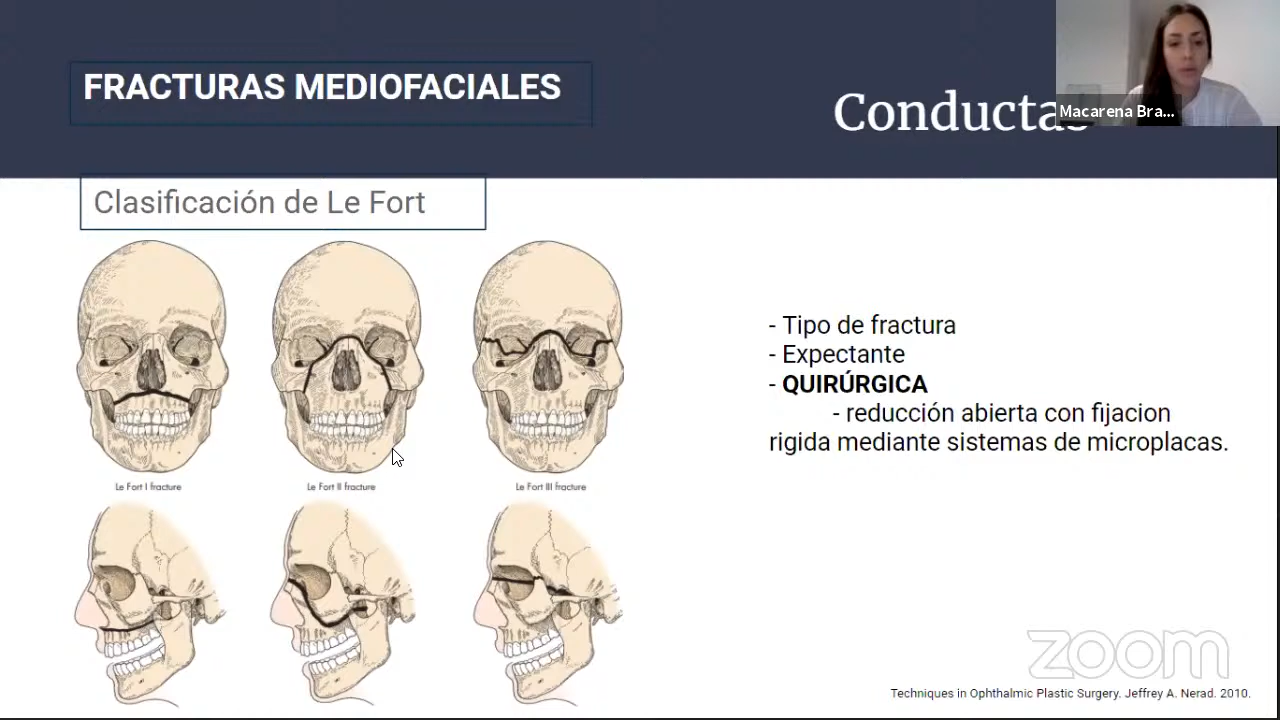 FRACTURAS MEDIOFACIALES
Conductas
Macarena Bra...
Clasificación de Le Fort
Le Fort I fracture
Le Fort II fracture
Le Fort III fracture
- Tipo de fractura
- Expectante
- QUIRÚRGICA
- reducción abierta con fijacion
rigida mediante sistemas de microplacas.
zoom
Techniques in Ophthalmic Plastic Surgery. Jeffrey A. Nerad. 2010.